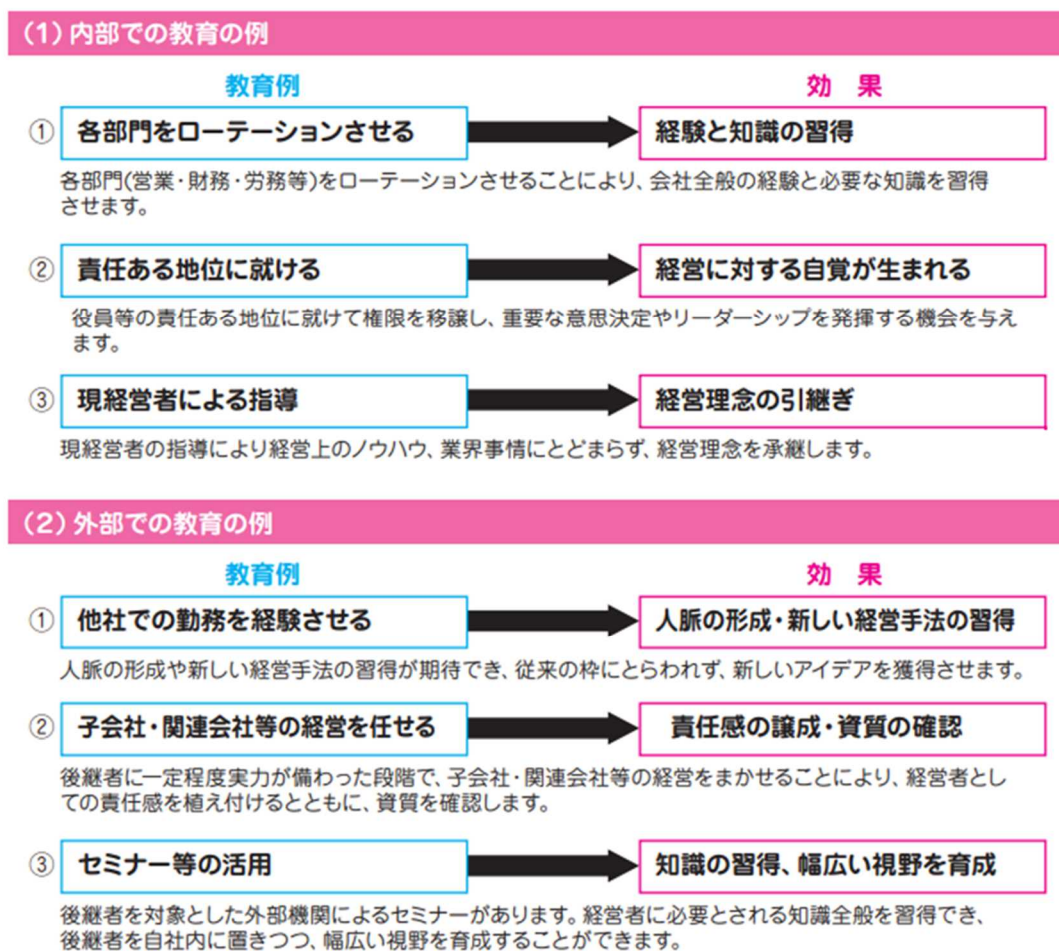 (1)内部での教育の例
教育例
効 果
① 各部門をローテーションさせる
経験と知識の習得
各部門(営業・財務・労務等)をローテーションさせることにより、会社全般の経験と必要な知識を習得
させます。
② 責任ある地位に就ける
経営に対する自覚が生まれる
役員等の責任ある地位に就けて権限を移譲し、重要な意思決定やリーダーシップを発揮する機会を与え
ます。
③ 現経営者による指導
経営理念の引継ぎ
現経営者の指導により経営上のノウハウ、業界事情にとどまらず、経営理念を承継します。
(2)外部での教育の例
教育例
効 果
① 他社での勤務を経験させる
人脈の形成・新しい経営手法の習得
人脈の形成や新しい経営手法の習得が期待でき、従来の枠にとらわれず、新しいアイデアを獲得させます。
② 子会社・関連会社等の経営を任せる
責任感の譲成・資質の確認
後継者に一定程度実力が備わった段階で、子会社・関連会社等の経営をまかせることにより、経営者とし
ての責任感を植え付けるとともに、資質を確認します。
③ セミナー等の活用
知識の習得、幅広い視野を育成
後継者を対象とした外部機関によるセミナーがあります。経営者に必要とされる知識全般を習得でき、
後継者を自社内に置きつつ、幅広い視野を育成することができます。